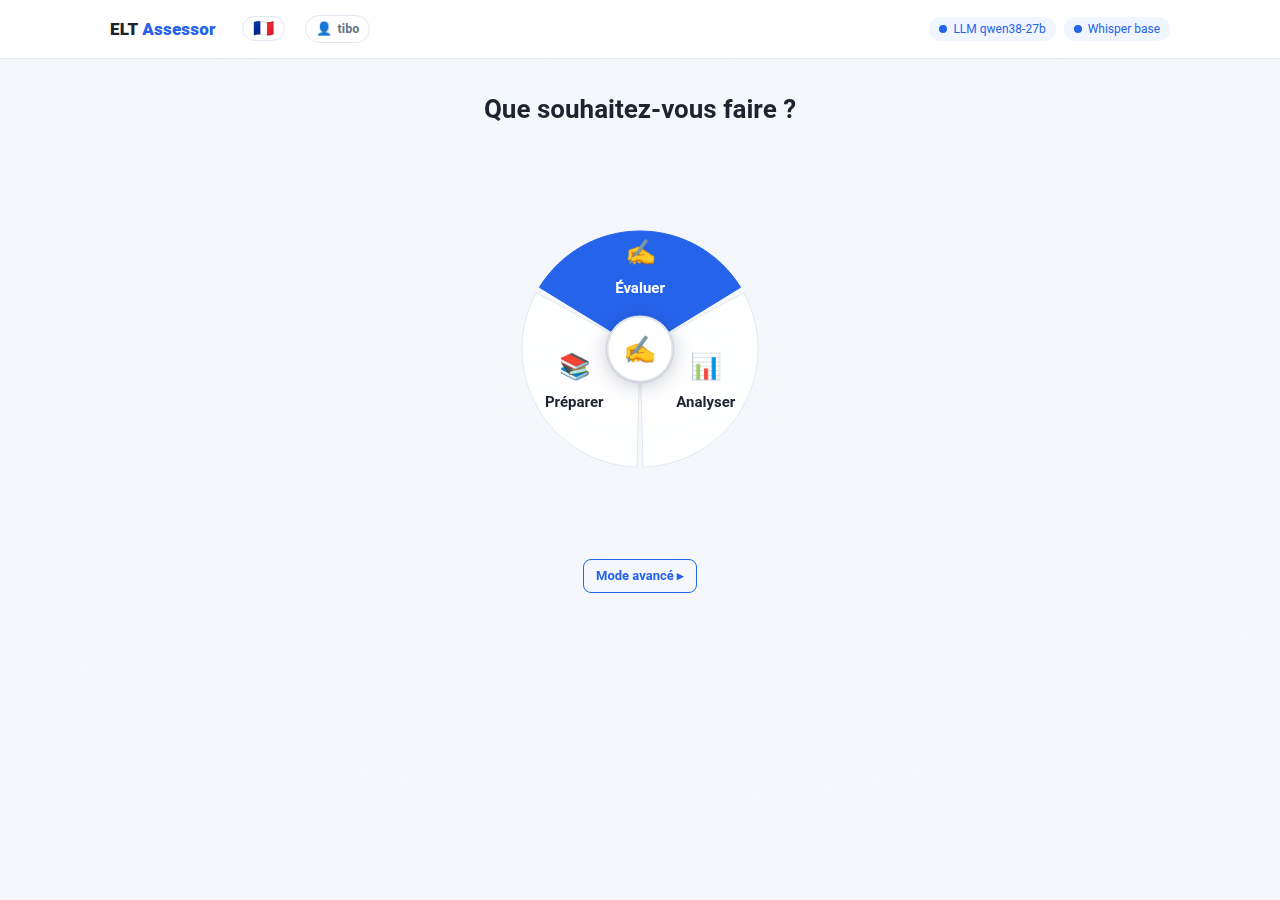 ELT Assessor
tibo
LLM qwen38-27b
Whisper base
Que souhaitez-vous faire ?
Évaluer
Préparer
Analyser
Mode avancé ▸